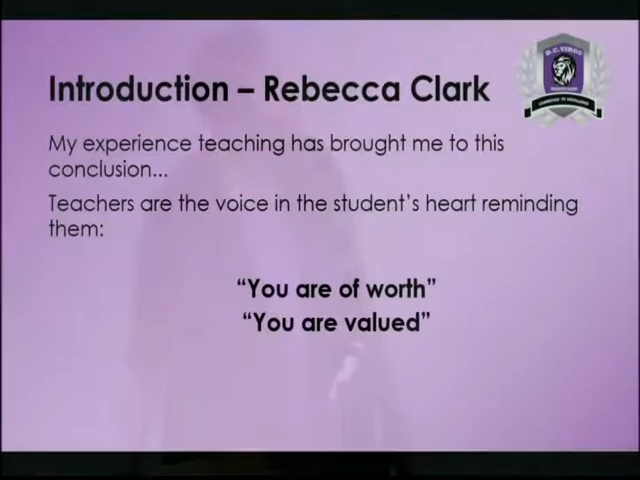 D.C. VIRGO
Introduction – Rebecca Clark
My experience teaching has brought me to this
conclusion...
Teachers are the voice in the student's heart reminding
them:
“You are of worth”
“You are valued”